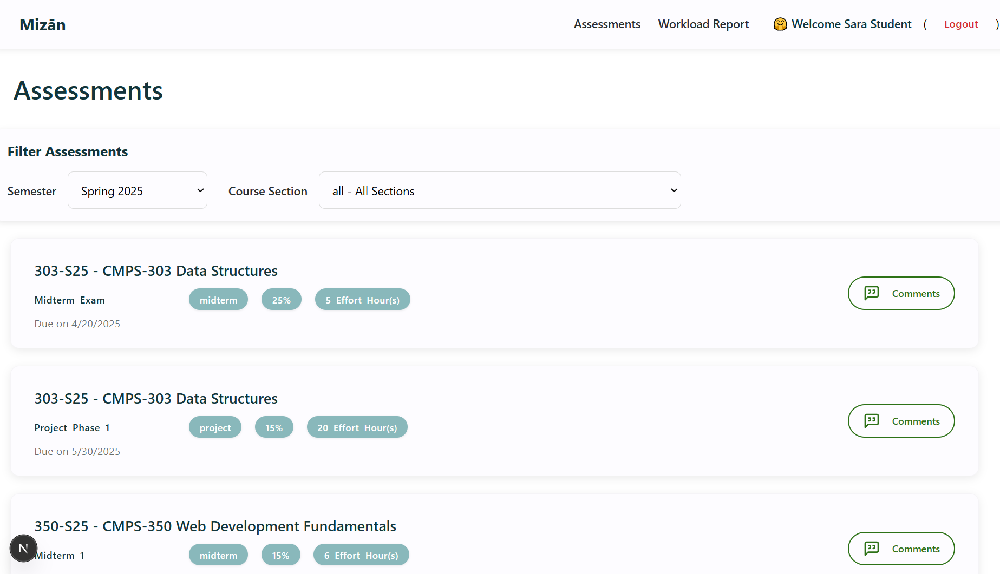 Mizān
Assessments Workload Report 🤗 Welcome Sara Student ( Logout )
Assessments
Filter Assessments
Semester Spring 2025 Course Section all - All Sections
303-S25 - CMPS-303 Data Structures
Midterm Exam midterm 25% 5 Effort Hour(s)
Due on 4/20/2025
Comments
303-S25 - CMPS-303 Data Structures
Project Phase 1 project 15% 20 Effort Hour(s)
Due on 5/30/2025
Comments
350-S25 - CMPS-350 Web Development Fundamentals
Midterm 1 midterm 15% 6 Effort Hour(s)
Comments
N